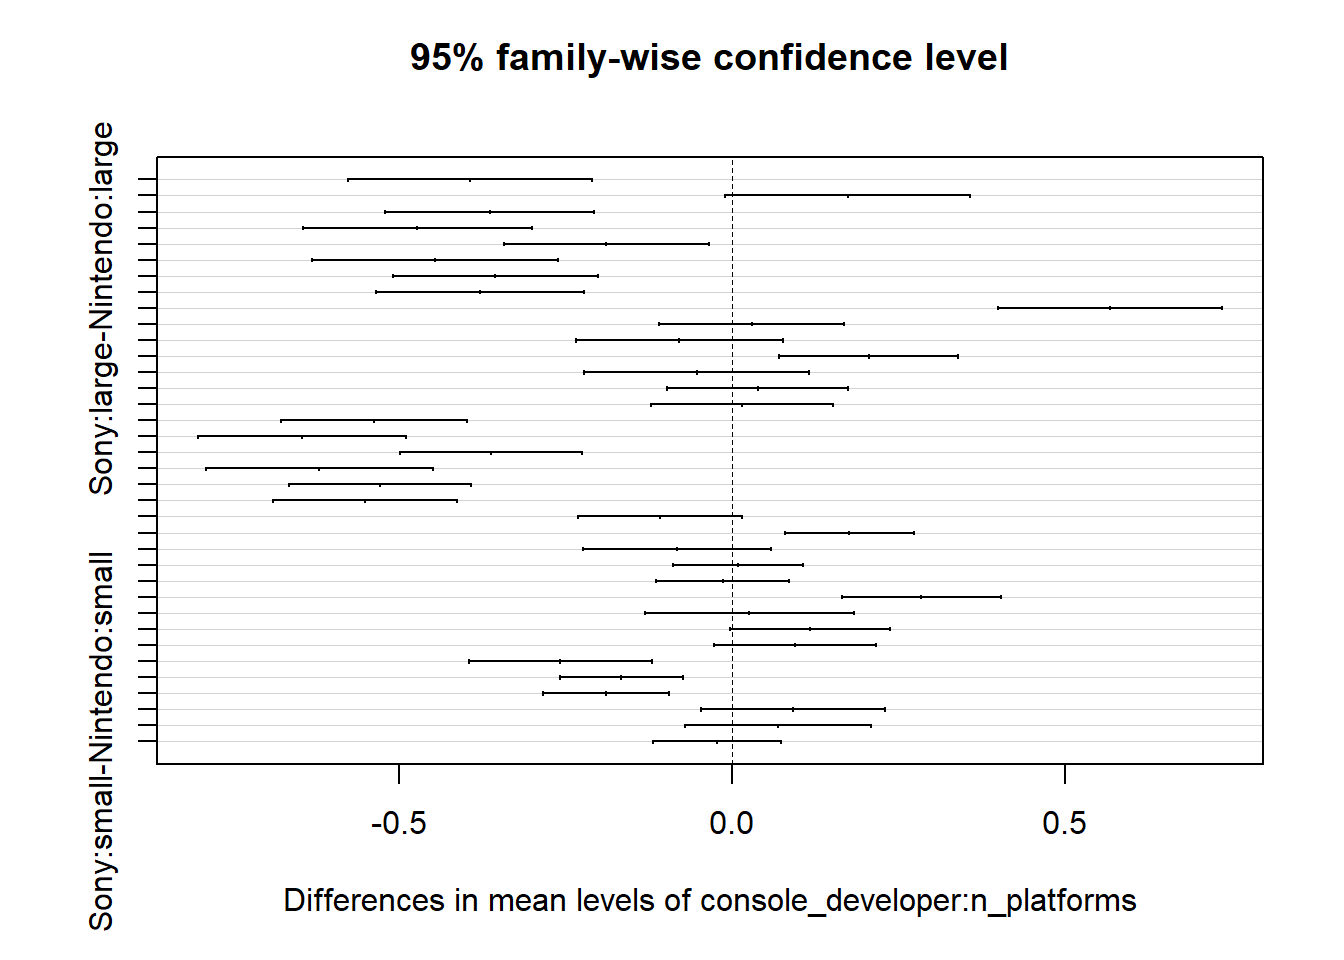 95% family-wise confidence level
Sony:large-Nintendo:large
Sony:small-Nintendo:small
-0.5 0.0 0.5
Differences in mean levels of console_developer:n_platforms